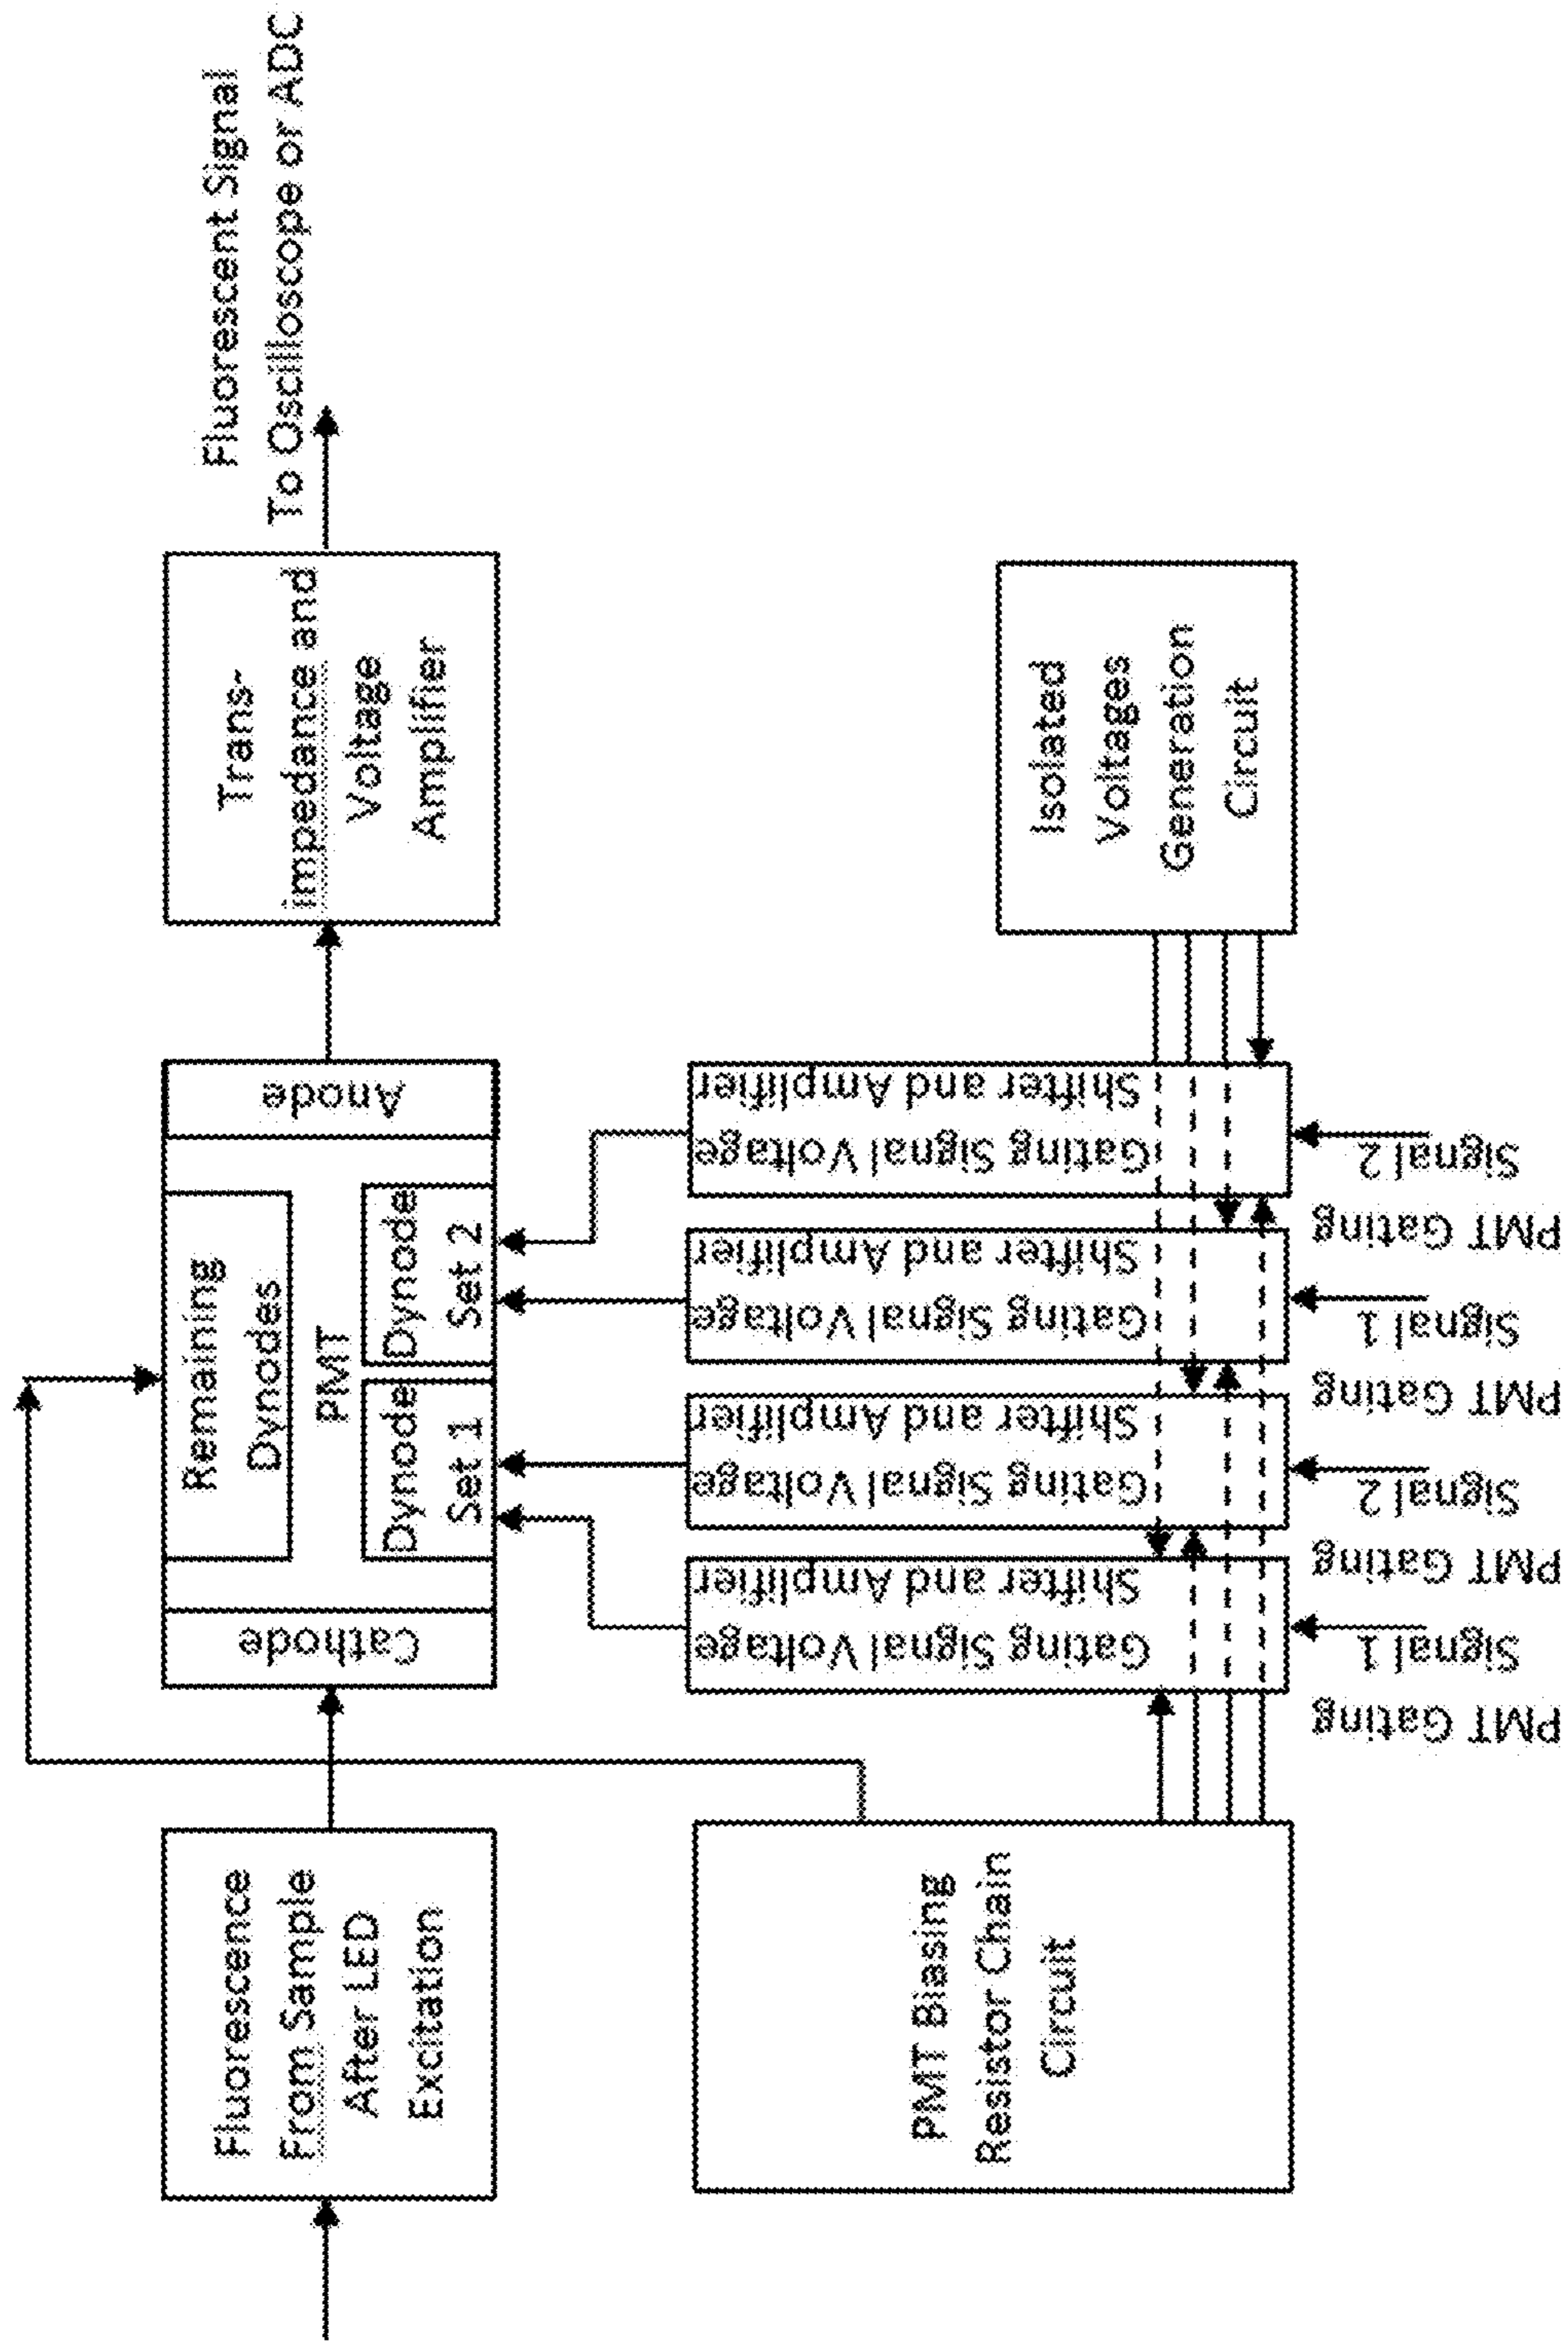 Fluorescence
From Sample
After LED
Excitation
Cathode
Remaining
Dynodes
PMT
Dynode
Set 1
Dynode
Set 2
Anode
Trans-
impedance and
Voltage
Amplifier
Fluorescent Signal
To Oscilloscope or ADC
PMT Biasing
Resistor Chain
Circuit
Gating Signal Voltage
Shifter and Amplifier
Gating Signal Voltage
Shifter and Amplifier
Gating Signal Voltage
Shifter and Amplifier
Gating Signal Voltage
Shifter and Amplifier
Isolated
Voltages
Generation
Circuit
PMT Gating
Signal 1
PMT Gating
Signal 2
PMT Gating
Signal 1
PMT Gating
Signal 2